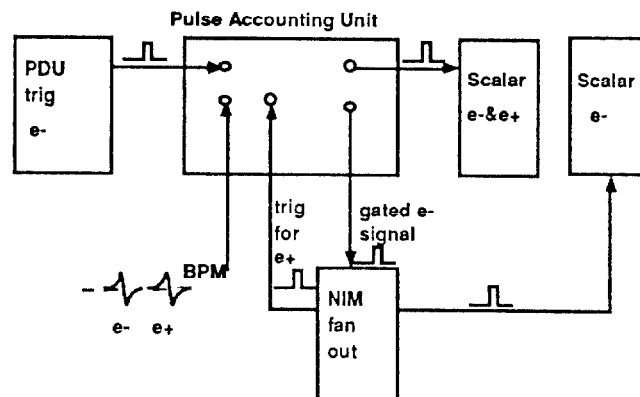 Pulse Accounting Unit
PDU
trig
e-
Scalar
e-&e+
Scalar
e-
trig
for
e+
gated e-
signal
BPM
e- e+
NIM
fan
out